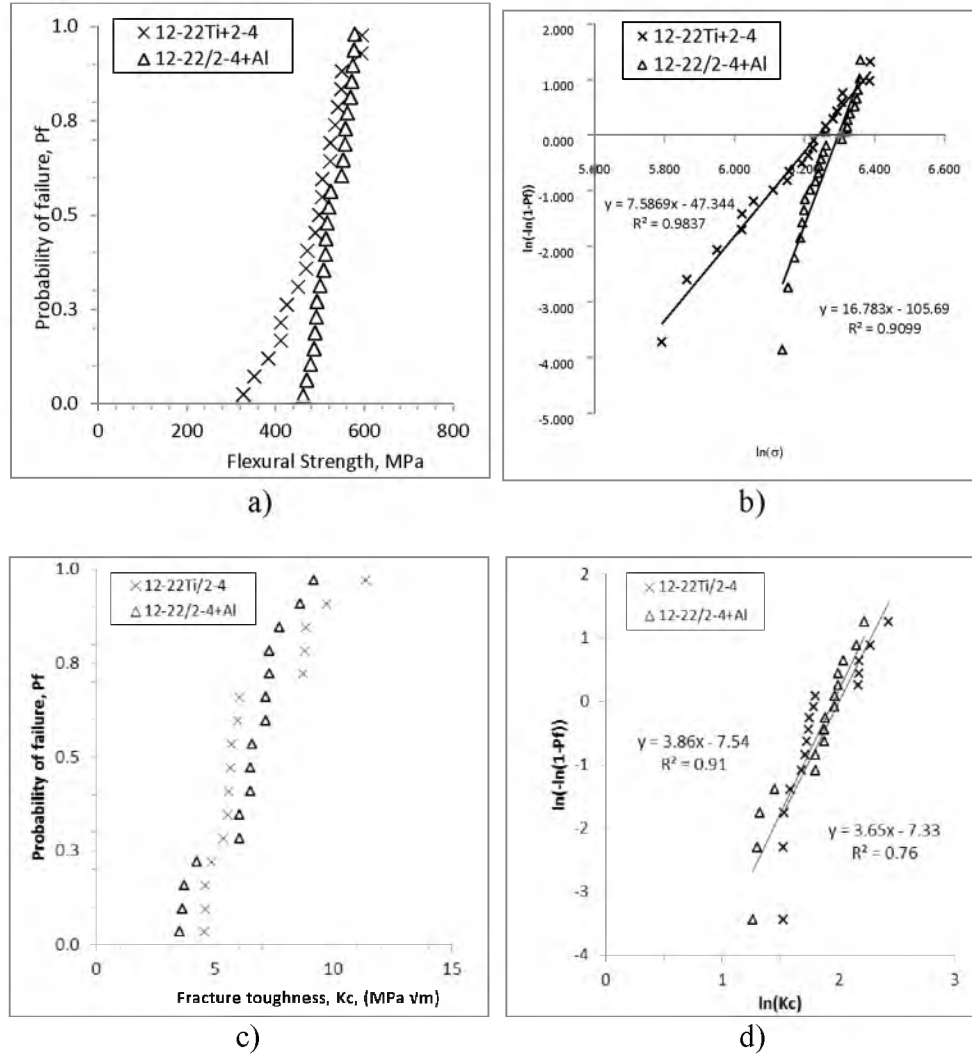 1.0
0.8
0.5
0.3
0.0
Probability of failure, Pf
×12-22Ti+2-4
△12-22/2-4+Al
0
200
400
600
800
Flexural Strength, MPa
a)
2.000
1.000
0.000
-1.000
-2.000
-3.000
-4.000
-5.000
ln(-ln(1-Pf))
×12-22Ti+2-4
△12-22/2-4+Al
6.000
6.400
6.600
5.800
y = 7.5869x - 47.344
R² = 0.9837
y = 16.783x - 105.69
R² = 0.9099
ln(σ)
b)
1.0
0.8
0.5
0.3
0.0
Probability of failure, Pf
×12-22Ti/2-4
△12-22/2-4+Al
0
5
10
15
Fracture toughness, Kc, (MPa √m)
c)
2
1
0
-1
-2
-3
-4
ln(-ln(1-Pf))
×12-22Ti/2-4
△12-22/2-4+Al
y = 3.86x - 7.54
R² = 0.91
y = 3.65x - 7.33
R² = 0.76
0
1
2
3
ln(Kc)
d)